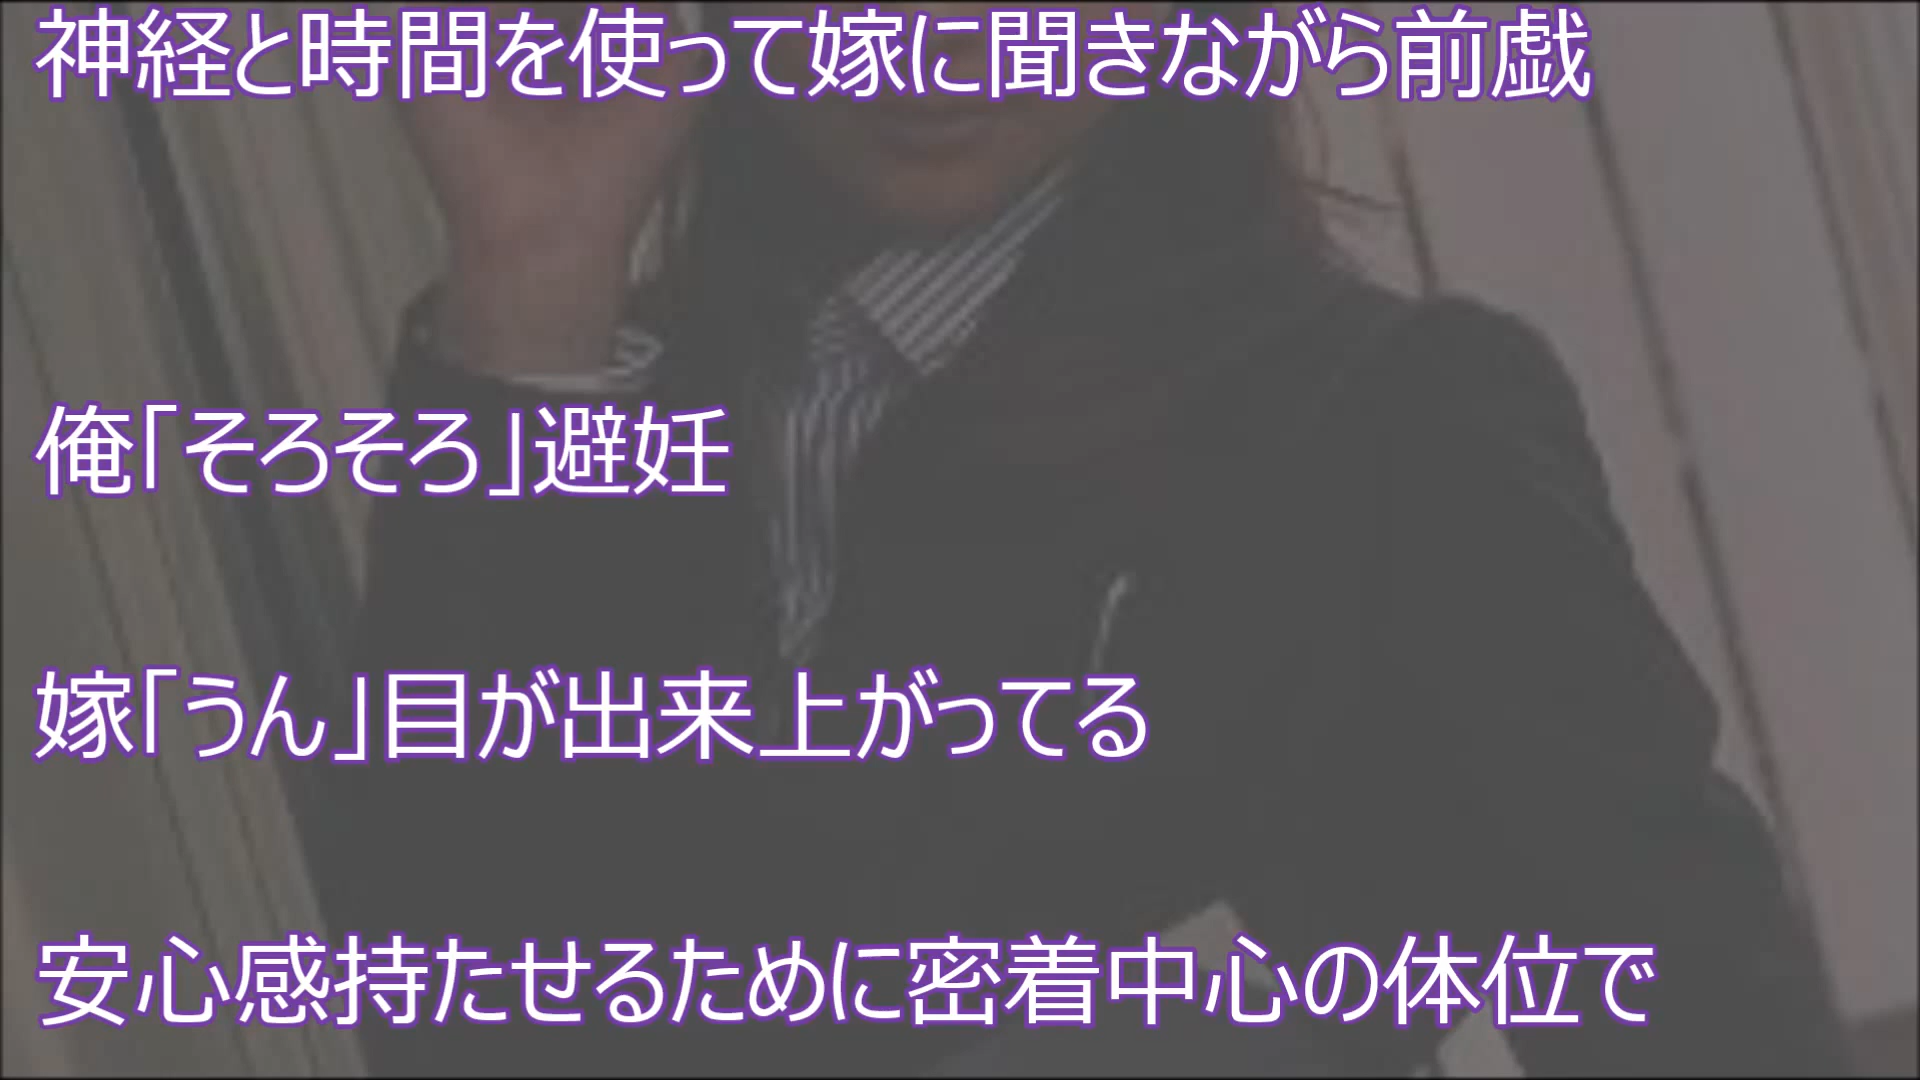 神経と時間を使って嫁に聞きながら前戯
俺「そろそろ」避妊
嫁「うん」目が出来上がってる
安心感持たせるために密着中心の体位で